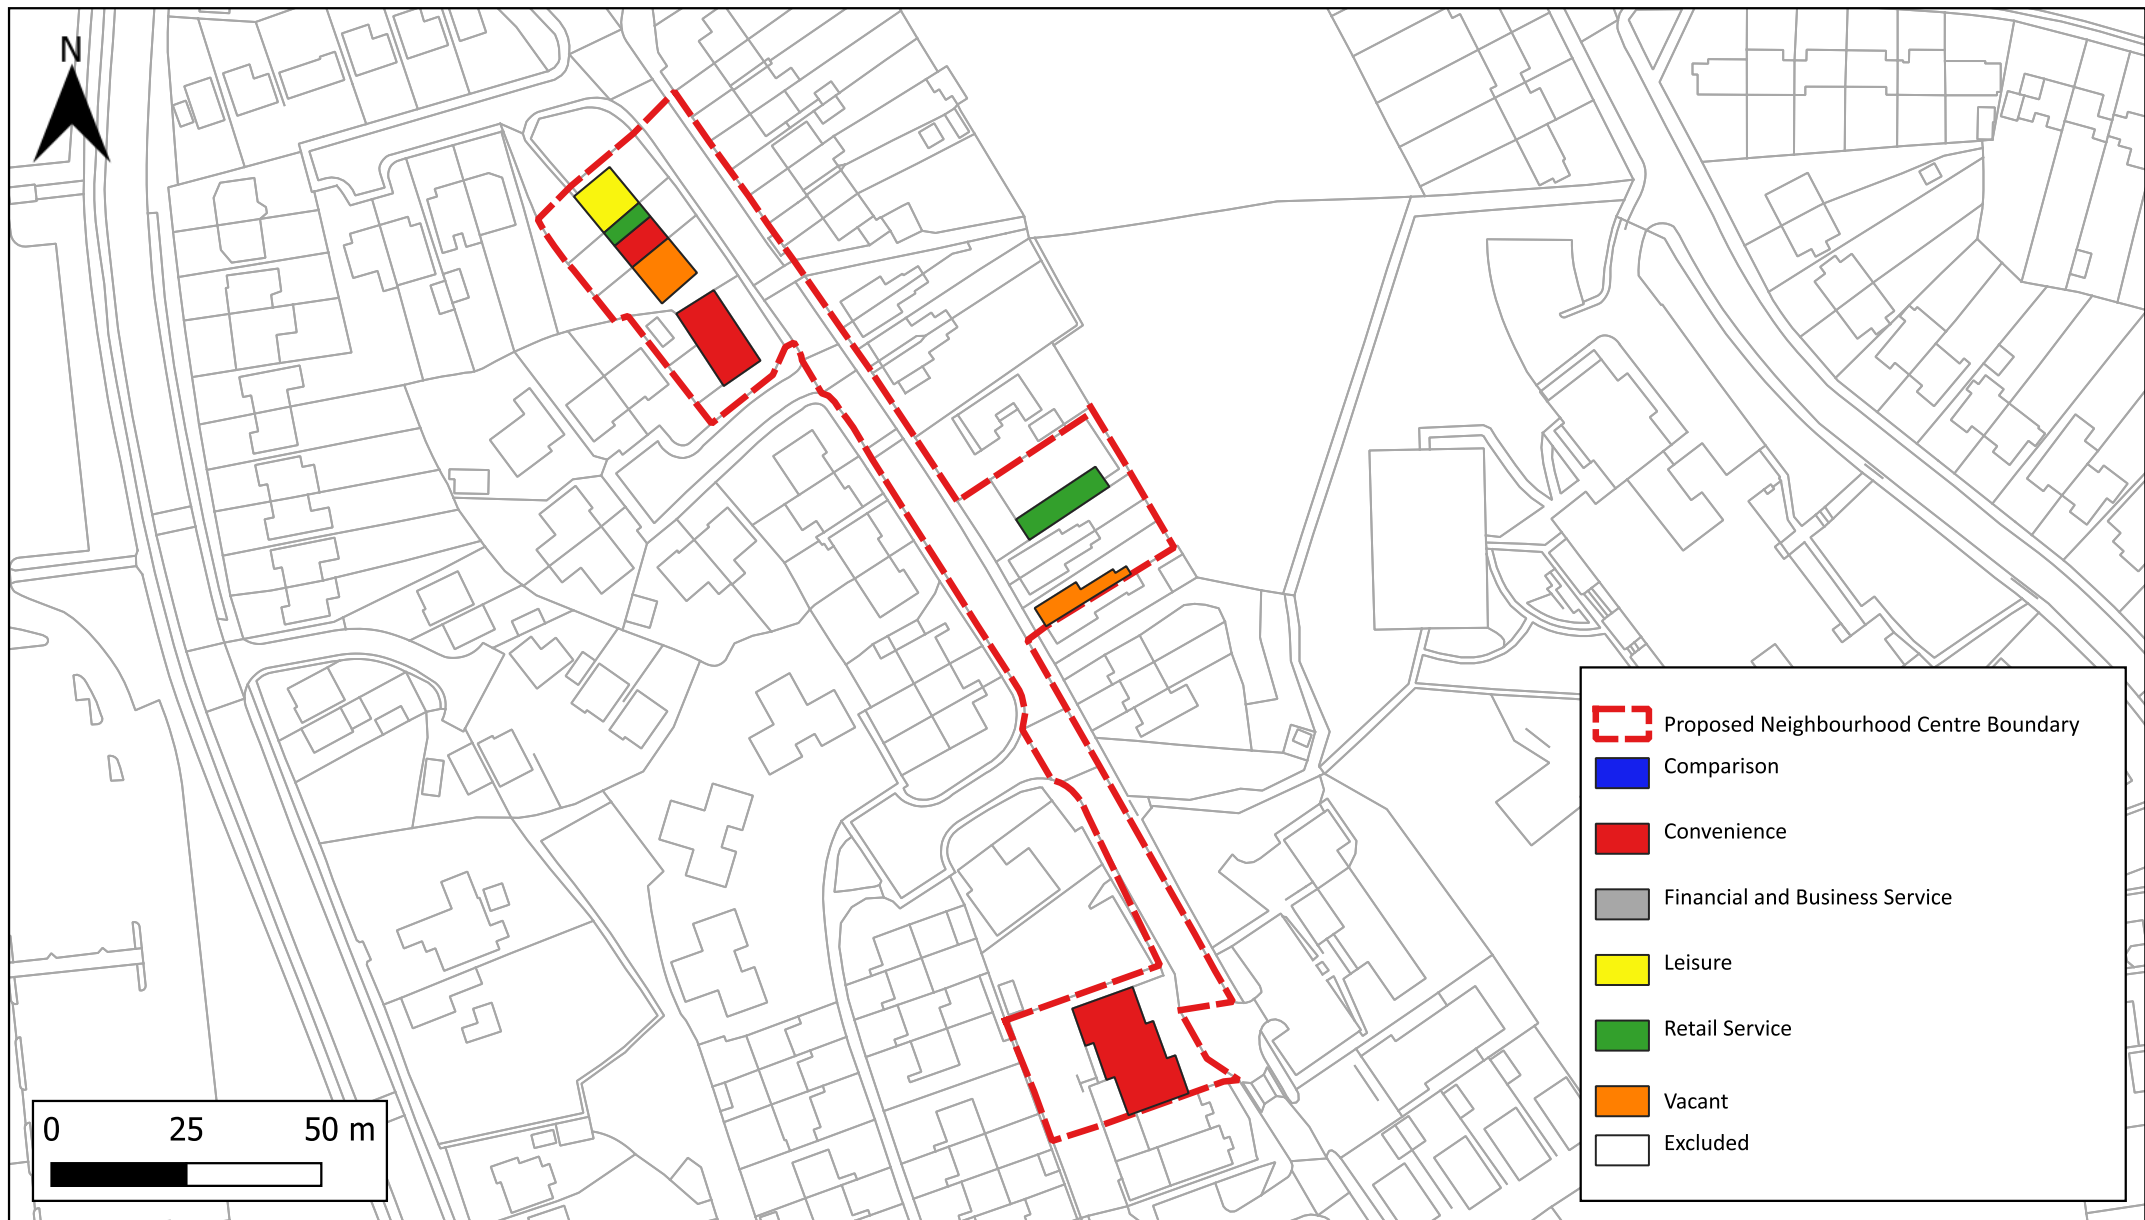 N
Proposed Neighbourhood Centre Boundary
Comparison
Convenience
Financial and Business Service
Leisure
Retail Service
Vacant
Excluded
0 25 50 m